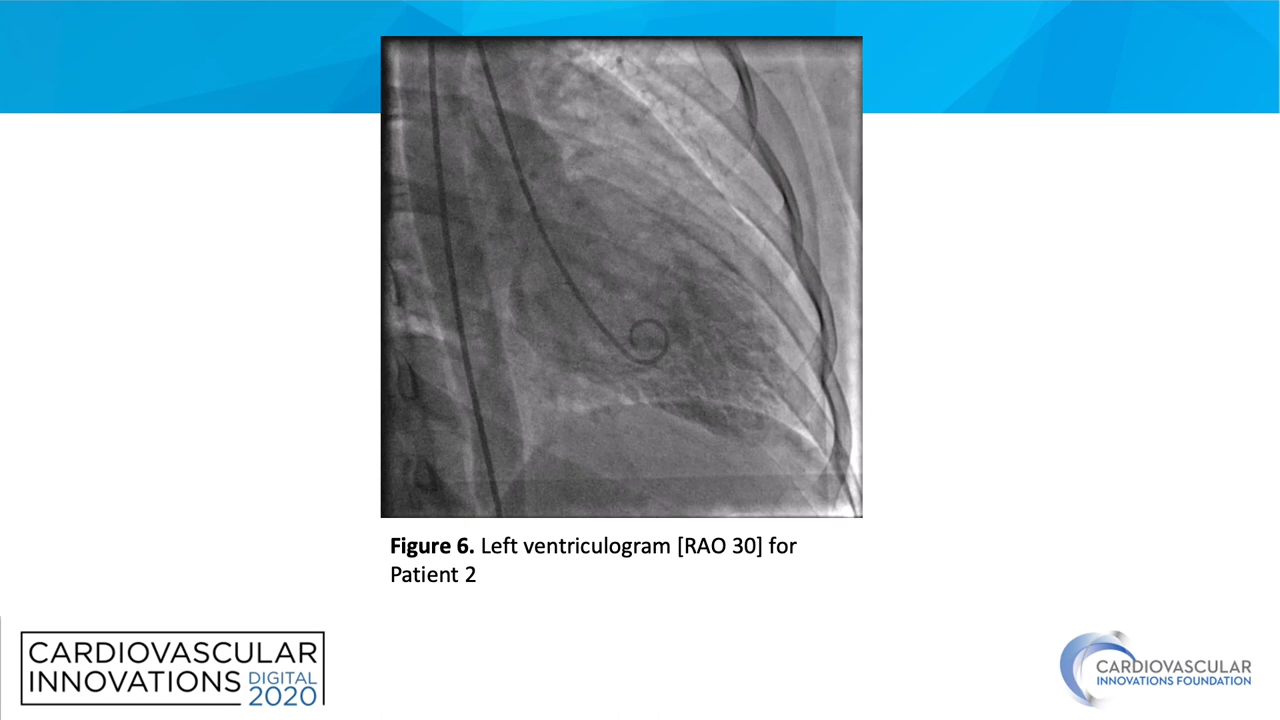 Figure 6. Left ventriculogram [RAO 30] for
Patient 2
CARDIOVASCULAR
INNOVATIONS DIGITAL
2020
CARDIOVASCULAR
INNOVATIONS FOUNDATION